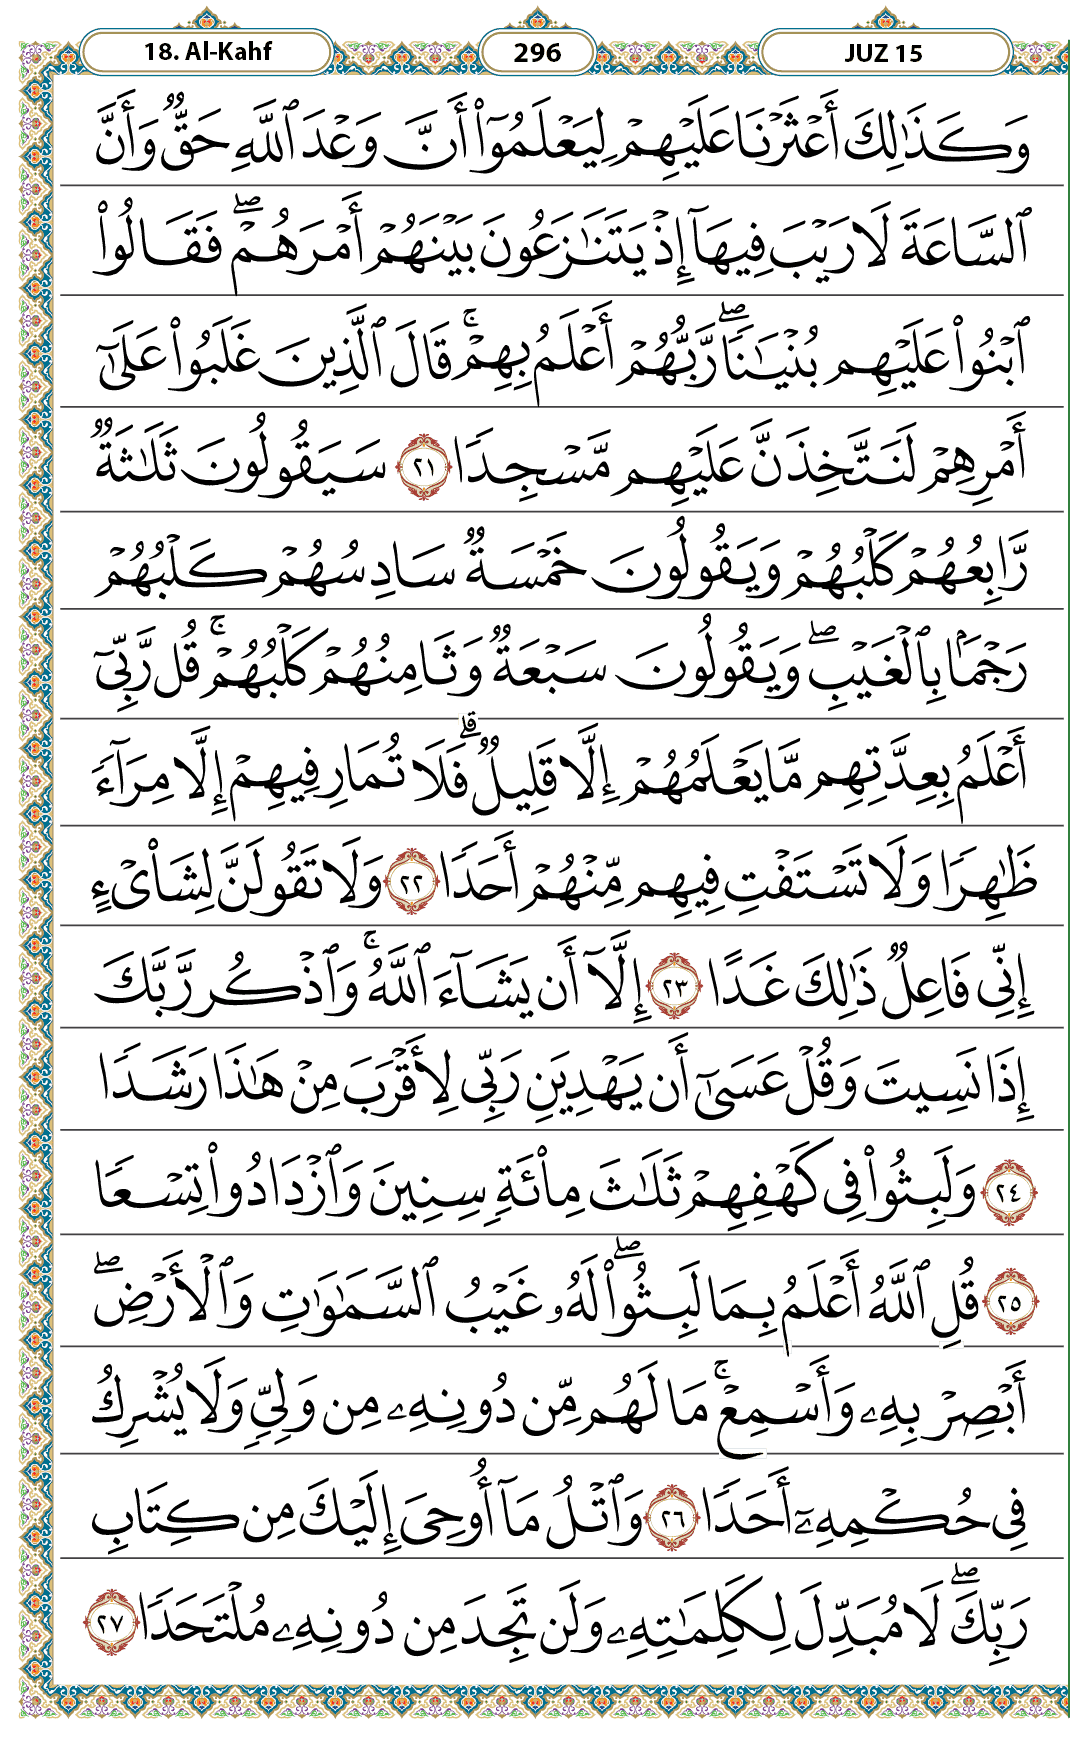 18. Al-Kahf 296 JUZ 15
وَكَذَٰلِكَ أَعْثَرْنَا عَلَيْهِمْ لِيَعْلَمُوٓا۟ أَنَّ وَعْدَ ٱللَّهِ حَقٌّ وَأَنَّ
ٱلسَّاعَةَ لَا رَيْبَ فِيهَآ إِذْ يَتَنَٰزَعُونَ بَيْنَهُمْ أَمْرَهُمْ ۖ فَقَالُوا۟
ٱبْنُوا۟ عَلَيْهِم بُنْيَٰنًا ۖ رَّبُّهُمْ أَعْلَمُ بِهِمْ ۚ قَالَ ٱلَّذِينَ غَلَبُوا۟ عَلَىٰٓ
أَمْرِهِمْ لَنَتَّخِذَنَّ عَلَيْهِم مَّسْجِدًا ٢١ سَيَقُولُونَ ثَلَٰثَةٌ
رَّابِعُهُمْ كَلْبُهُمْ وَيَقُولُونَ خَمْسَةٌ سَادِسُهُمْ كَلْبُهُمْ
رَجْمًۢا بِٱلْغَيْبِ ۖ وَيَقُولُونَ سَبْعَةٌ وَثَامِنُهُمْ كَلْبُهُمْ ۚ قُل رَّبِّىٓ
أَعْلَمُ بِعِدَّتِهِم مَّا يَعْلَمُهُمْ إِلَّا قَلِيلٌ ۗ فَلَا تُمَارِ فِيهِمْ إِلَّا مِرَآءً
ظَٰهِرًا وَلَا تَسْتَفْتِ فِيهِم مِّنْهُمْ أَحَدًا ٢٢ وَلَا تَقُولَنَّ لِشَا۟ىْءٍ
إِنِّى فَاعِلٌ ذَٰلِكَ غَدًا ٢٣ إِلَّآ أَن يَشَآءَ ٱللَّهُ ۚ وَٱذْكُر رَّبَّكَ
إِذَا نَسِيتَ وَقُلْ عَسَىٰٓ أَن يَهْدِيَنِ رَبِّى لِأَقْرَبَ مِنْ هَٰذَا رَشَدًا
٢٤ وَلَبِثُوا۟ فِى كَهْفِهِمْ ثَلَٰثَ مِا۟ئَةٍ سِنِينَ وَٱزْدَادُوا۟ تِسْعًا
٢٥ قُلِ ٱللَّهُ أَعْلَمُ بِمَا لَبِثُوا۟ ۖ لَهُۥ غَيْبُ ٱلسَّمَٰوَٰتِ وَٱلْأَرْضِ ۖ
أَبْصِرْ بِهِۦ وَأَسْمِعْ ۚ مَا لَهُم مِّن دُونِهِۦ مِن وَلِىٍّ وَلَا يُشْرِكُ
فِى حُكْمِهِۦٓ أَحَدًا ٢٦ وَٱتْلُ مَآ أُوحِىَ إِلَيْكَ مِن كِتَابِ
رَبِّكَ ۖ لَا مُبَدِّلَ لِكَلِمَٰتِهِۦ وَلَن تَجِدَ مِن دُونِهِۦ مُلْتَحَدًا ٢٧